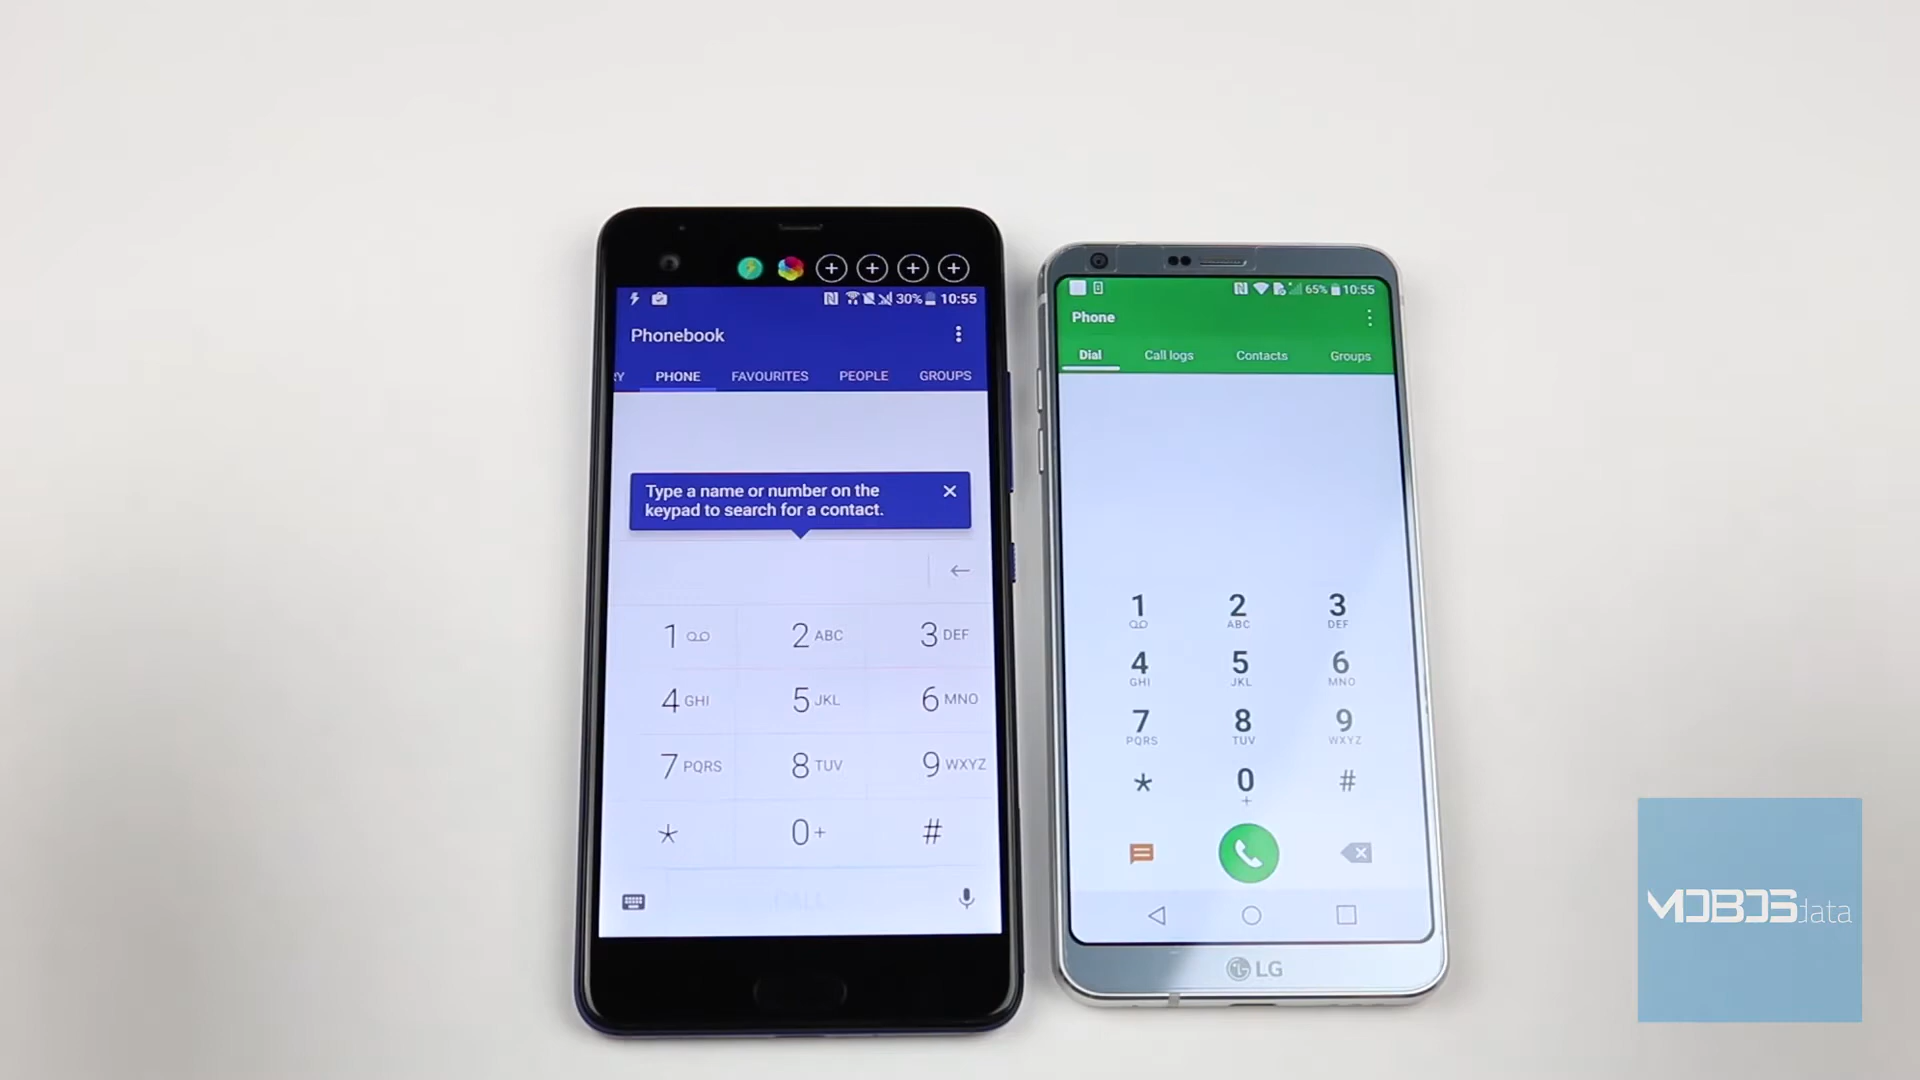 30% 10:55
Phonebook
RY PHONE FAVOURITES PEOPLE GROUPS
Type a name or number on the
keypad to search for a contact.
1 2 ABC 3 DEF
4 GHI 5 JKL 6 MNO
7 PQRS 8 TUV 9 WXYZ
* 0+ #
CALL
65% 10:55
Phone
Dial Call logs Contacts Groups
1 2 3
ABC DEF
4 5 6
GHI JKL MNO
7 8 9
PQRS TUV WXYZ
* 0 #
+
LG
MOBOSdata